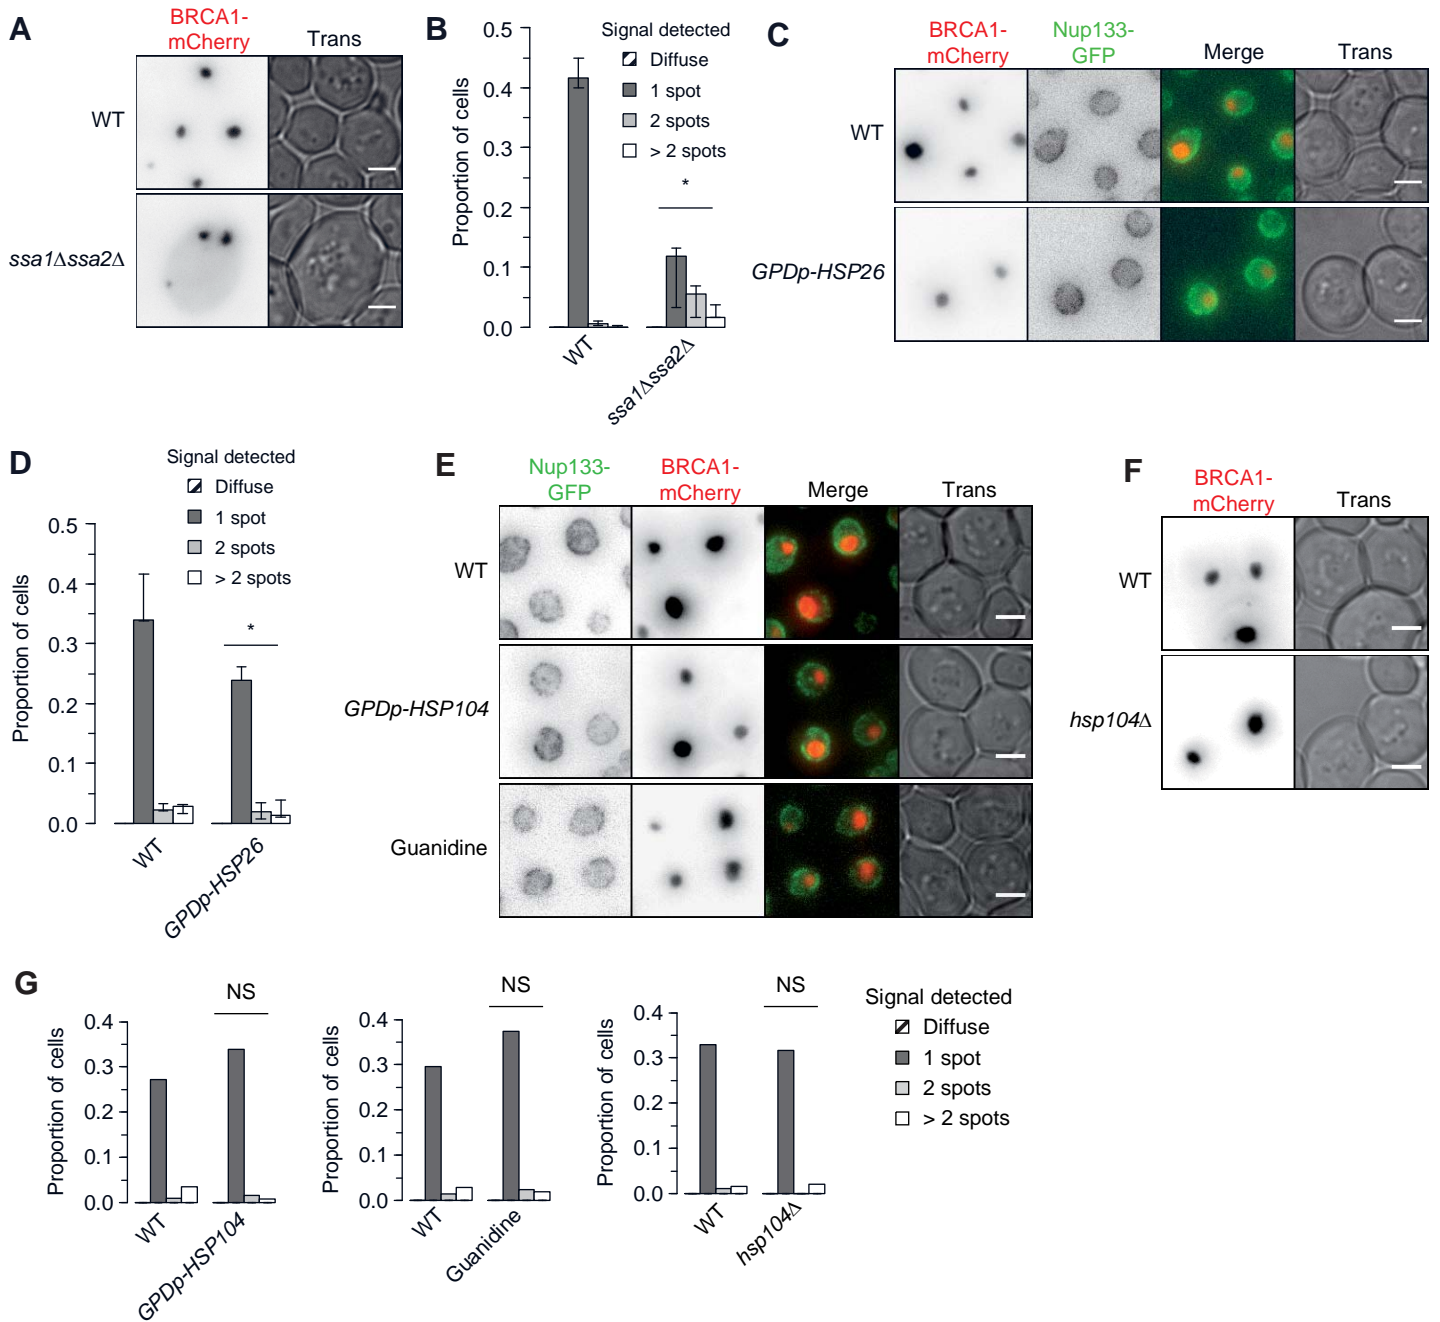 A
BRCA1-
mCherry
Trans
WT
ssa1Δssa2Δ
B
Proportion of cells
0.5
0.4
0.3
0.2
0.1
0.0
Signal detected
Diffuse
1 spot
2 spots
> 2 spots
*
WT
ssa1Δssa2Δ
C
BRCA1-
mCherry
Nup133-
GFP
Merge
Trans
WT
GPDp-HSP26
D
Signal detected
Diffuse
1 spot
2 spots
> 2 spots
Proportion of cells
0.5
0.4
0.3
0.2
0.1
0.0
*
WT
GPDp-HSP26
E
Nup133-
GFP
BRCA1-
mCherry
Merge
Trans
WT
GPDp-HSP104
Guanidine
F
BRCA1-
mCherry
Trans
WT
hsp104Δ
G
Proportion of cells
0.4
0.3
0.2
0.1
0.0
NS
WT
GPDp-HSP104
Proportion of cells
0.4
0.3
0.2
0.1
0.0
NS
WT
Guanidine
Proportion of cells
0.4
0.3
0.2
0.1
0.0
NS
WT
hsp104Δ
Signal detected
Diffuse
1 spot
2 spots
> 2 spots